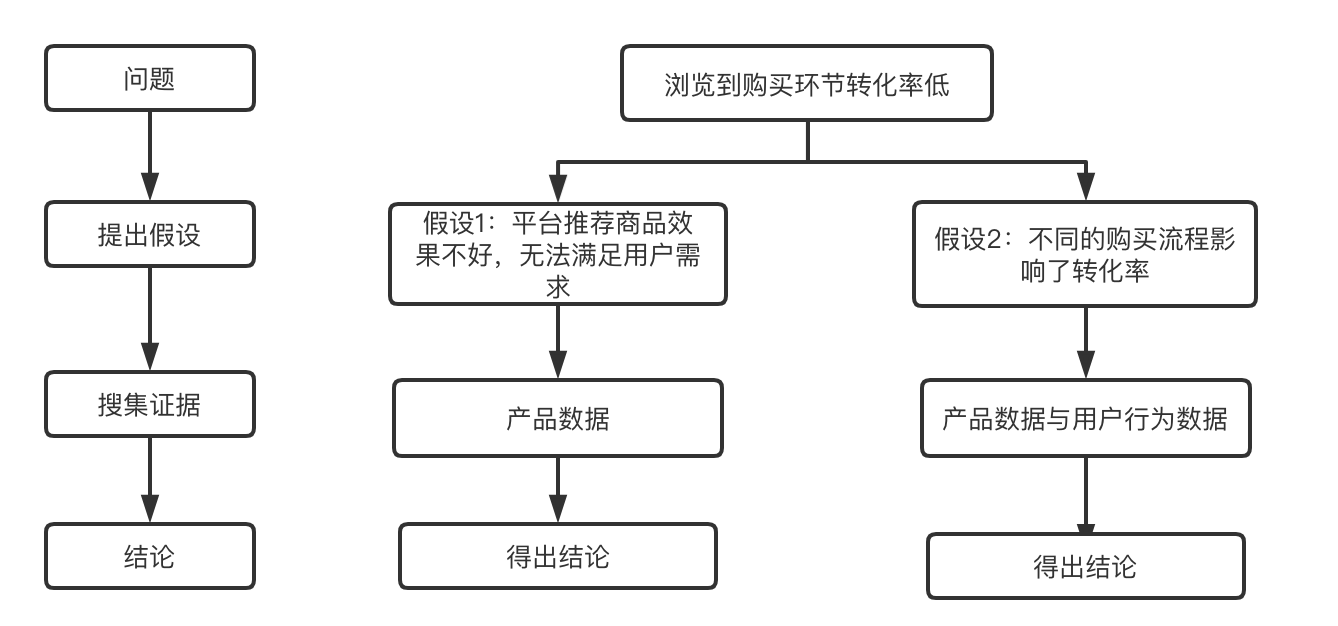 问题
提出假设
搜集证据
结论
浏览到购买环节转化率低
假设1：平台推荐商品效
果不好，无法满足用户需
求
产品数据
得出结论
假设2：不同的购买流程影
响了转化率
产品数据与用户行为数据
得出结论